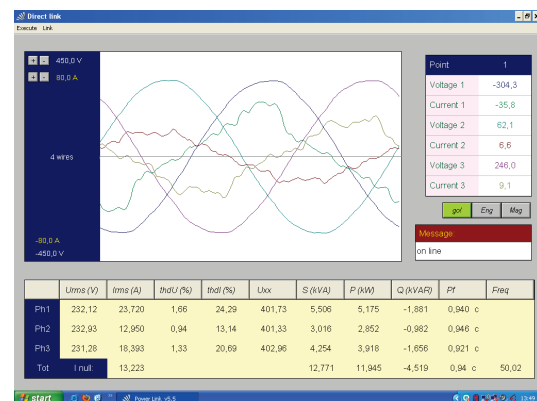 Direct link
Execute Link
+ - 450,0 V
+ - 80,0 A
4 wires
-80,0 A
-450,0 V
Point 1
Voltage 1 -304,3
Current 1 -35,8
Voltage 2 62,1
Current 2 6,6
Voltage 3 246,0
Current 3 9,1
go! Eng Mag
Message:
on line
Urms (V) Irms (A) thdU (%) thdI (%) Uxx S (kVA) P (kW) Q (kVAR) Pf Freq
Ph1 232,12 23,720 1,66 24,29 401,73 5,506 5,175 -1,881 0,940 c
Ph2 232,93 12,950 0,94 13,14 401,33 3,016 2,852 -0,982 0,946 c
Ph3 231,28 18,393 1,33 20,69 402,96 4,254 3,918 -1,656 0,921 c
Tot I null: 13,223 12,771 11,945 -4,519 0,94 c 50,02
start Power Link v5.5 13:49